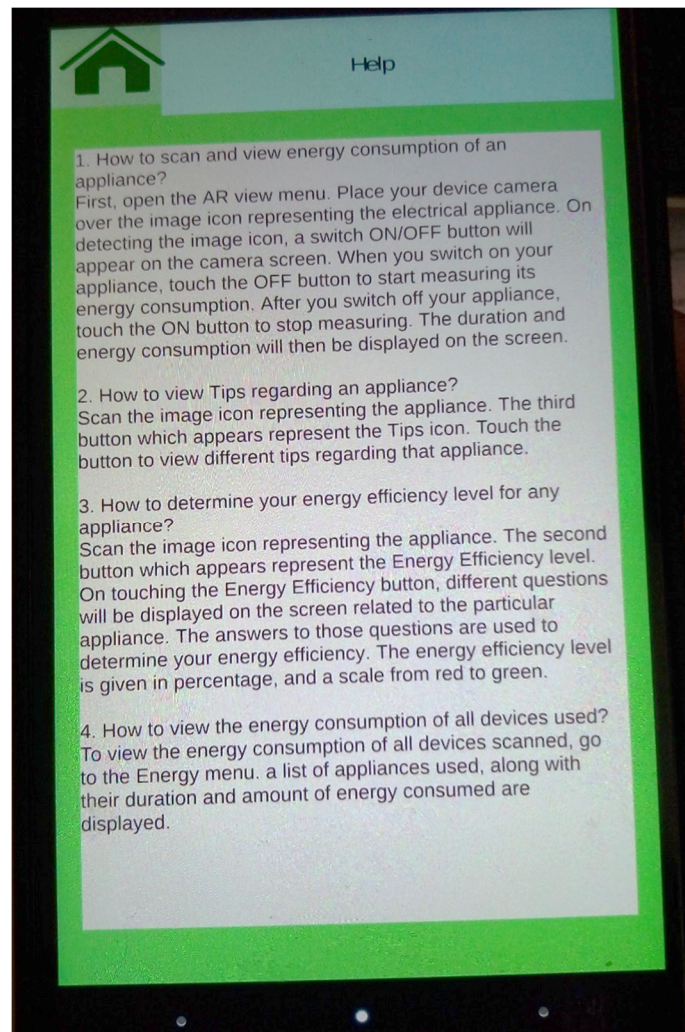 Help
1. How to scan and view energy consumption of an
appliance?
First, open the AR view menu. Place your device camera
over the image icon representing the electrical appliance. On
detecting the image icon, a switch ON/OFF button will
appear on the camera screen. When you switch on your
appliance, touch the OFF button to start measuring its
energy consumption. After you switch off your appliance,
touch the ON button to stop measuring. The duration and
energy consumption will then be displayed on the screen.
2. How to view Tips regarding an appliance?
Scan the image icon representing the appliance. The third
button which appears represent the Tips icon. Touch the
button to view different tips regarding that appliance.
3. How to determine your energy efficiency level for any
appliance?
Scan the image icon representing the appliance. The second
button which appears represent the Energy Efficiency level.
On touching the Energy Efficiency button, different questions
will be displayed on the screen related to the particular
appliance. The answers to those questions are used to
determine your energy efficiency. The energy efficiency level
is given in percentage, and a scale from red to green.
4. How to view the energy consumption of all devices used?
To view the energy consumption of all devices scanned, go
to the Energy menu. a list of appliances used, along with
their duration and amount of energy consumed are
displayed.